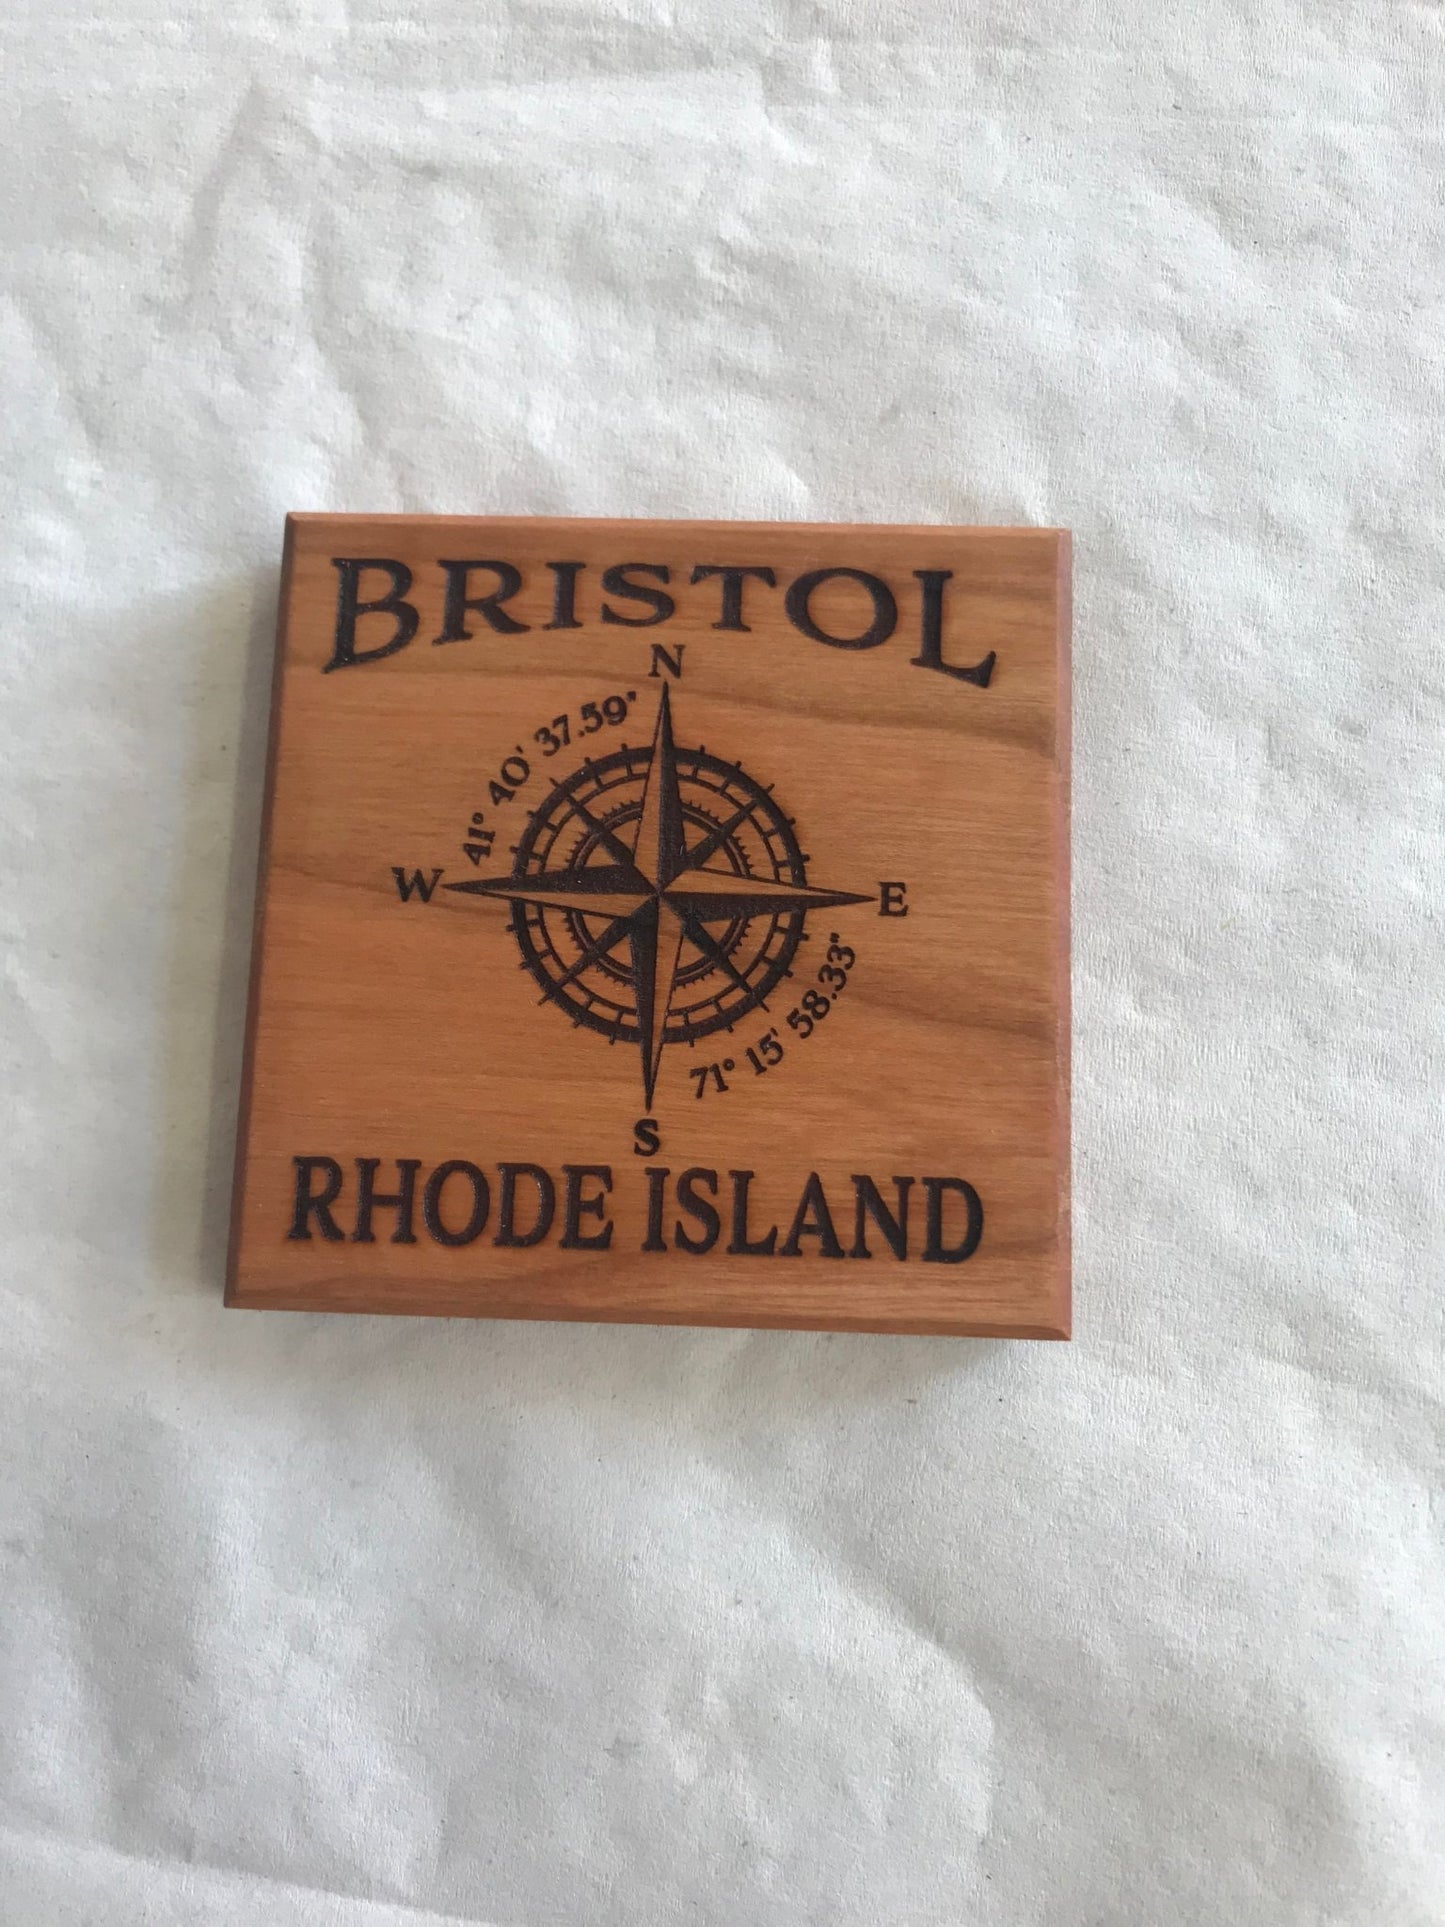 BRISTOL
N
41° 40' 37.59"
W
E
71° 15' 58.33"
S
RHODE ISLAND